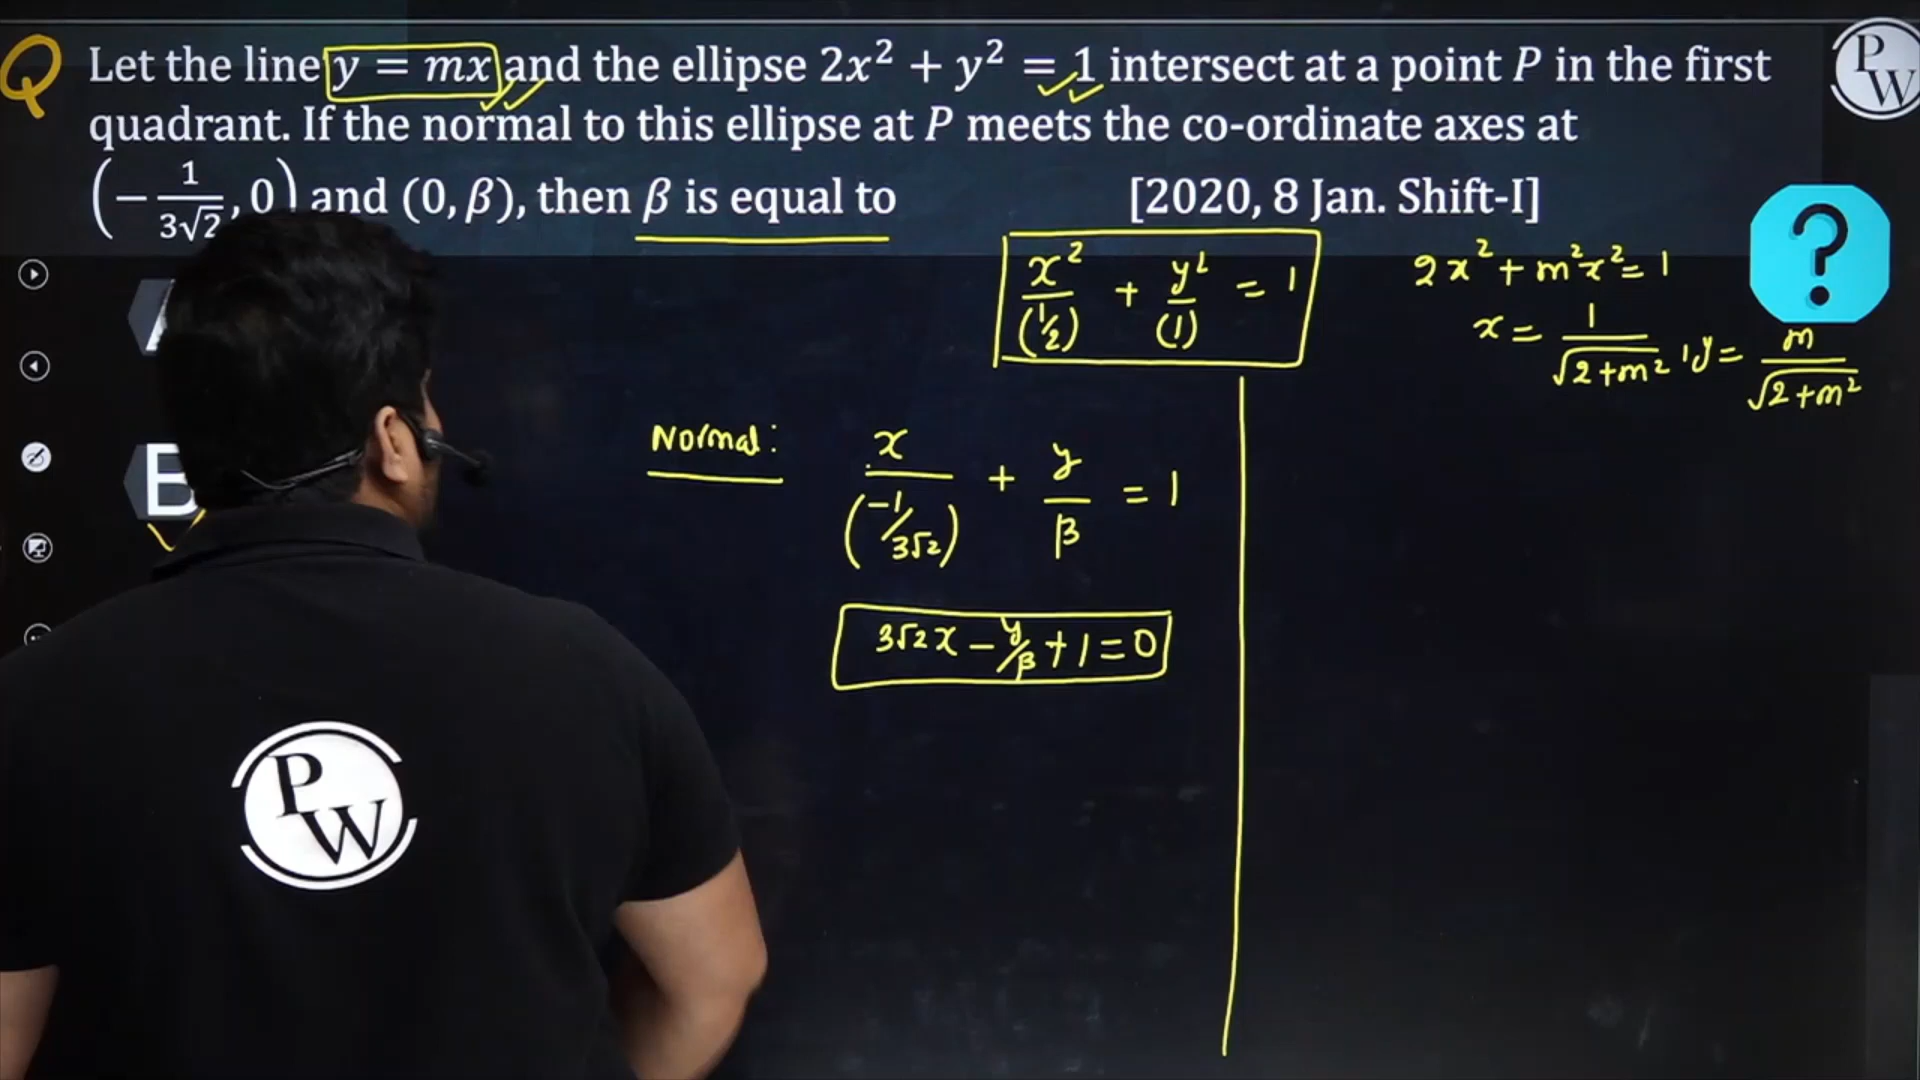 Q Let the line y = mx and the ellipse 2x² + y² = 1 intersect at a point P in the first
quadrant. If the normal to this ellipse at P meets the co-ordinate axes at
(-1/3√2, 0) and (0, β), then β is equal to [2020, 8 Jan. Shift-I]
PW
?
x²/(1/2) + y²/(1) = 1
2x² + m²x² = 1
x = 1/√2+m² , y = m/√2+m²
Normal: x/(-1/3√2) + y/β = 1
B
3√2x - y/β + 1 = 0
PW